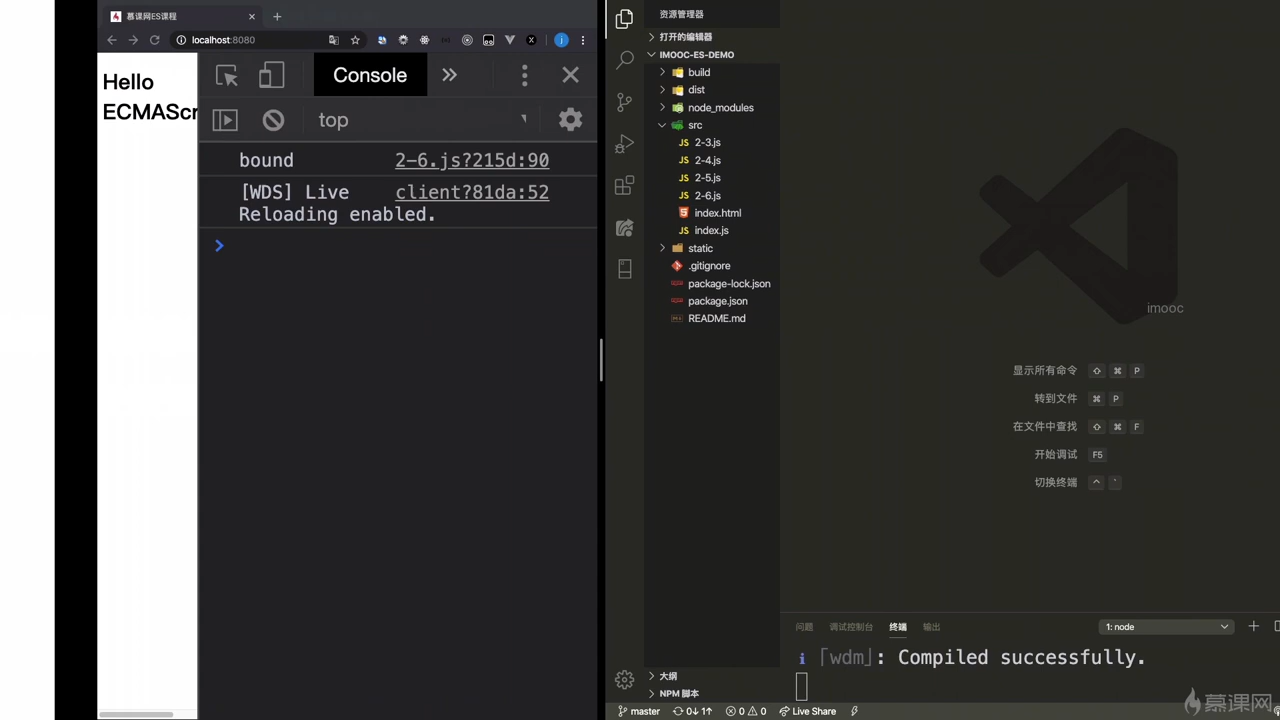 慕课网ES课程
localhost:8080
Hello
ECMAScr
Console
top
bound 2-6.js?215d:90
[WDS] Live client?81da:52
Reloading enabled.
资源管理器
打开的编辑器
IMOOC-ES-DEMO
build
dist
node_modules
src
JS 2-3.js
JS 2-4.js
JS 2-5.js
JS 2-6.js
index.html
JS index.js
static
.gitignore
package-lock.json
package.json
README.md
大纲
NPM 脚本
imooc
显示所有命令 ⇧ ⌘ P
转到文件 ⌘ P
在文件中查找 ⇧ ⌘ F
开始调试 F5
切换终端 ^ `
问题 调试控制台 终端 输出 1: node
i ｢wdm｣: Compiled successfully.
master 0↓ 1↑ 0 0 Live Share
慕课网